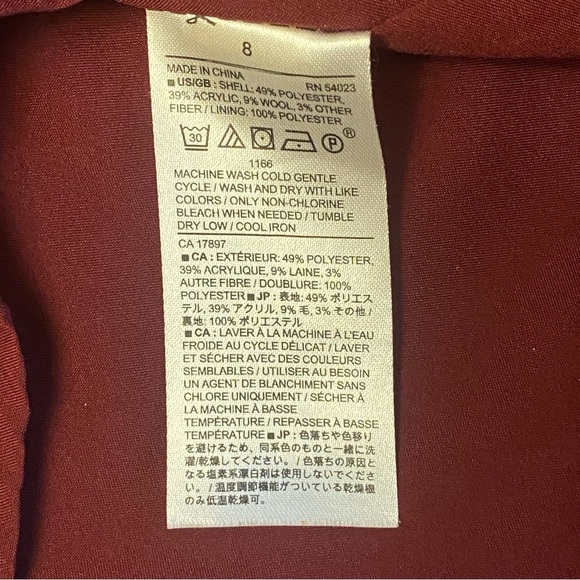 8
MADE IN CHINA RN 54023
■ US/GB : SHELL: 49% POLYESTER,
39% ACRYLIC, 9% WOOL, 3% OTHER
FIBER / LINING: 100% POLYESTER
30 P ®
1166
MACHINE WASH COLD GENTLE
CYCLE / WASH AND DRY WITH LIKE
COLORS / ONLY NON-CHLORINE
BLEACH WHEN NEEDED / TUMBLE
DRY LOW / COOL IRON
CA 17897
■ CA : EXTÉRIEUR: 49% POLYESTER,
39% ACRYLIQUE, 9% LAINE, 3%
AUTRE FIBRE / DOUBLURE: 100%
POLYESTER ■ JP : 表地: 49% ポリエス
テル, 39% アクリル, 9% 毛, 3% その他 /
裏地: 100% ポリエステル
■ CA : LAVER À LA MACHINE À L'EAU
FROIDE AU CYCLE DÉLICAT / LAVER
ET SÉCHER AVEC DES COULEURS
SEMBLABLES / UTILISER AU BESOIN
UN AGENT DE BLANCHIMENT SANS
CHLORE UNIQUEMENT / SÉCHER À
LA MACHINE À BASSE
TEMPÉRATURE / REPASSER À BASSE
TEMPÉRATURE ■ JP : 色落ちや色移り
を避けるため、同系色のものと一緒に洗
濯/乾燥してください。 / 色落ちの原因と
なる塩素系漂白剤は使用しないでくださ
い。 / 温度調節機能がついている乾燥機
のみ低温乾燥可。